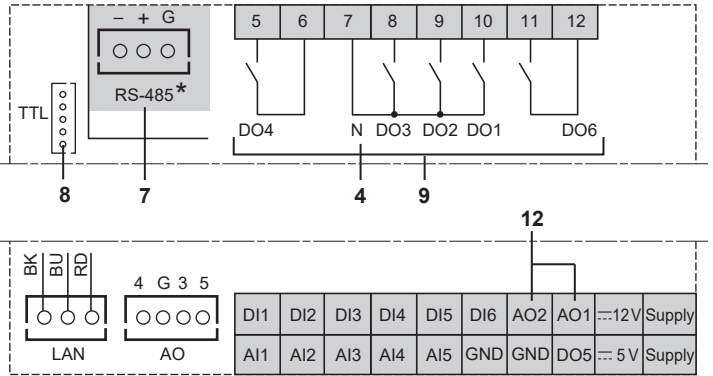 − + G
5 6 7 8 9 10 11 12
RS-485*
TTL
DO4 N DO3 DO2 DO1 DO6
8 7 4 9
12
BK BU RD
4 G 3 5
LAN AO
DI1 DI2 DI3 DI4 DI5 DI6 AO2 AO1 ⎓12V Supply
AI1 AI2 AI3 AI4 AI5 GND GND DO5 ⎓ 5 V Supply